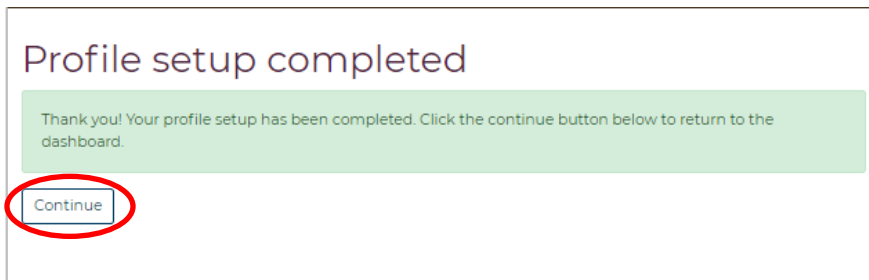 Profile setup completed
Thank you! Your profile setup has been completed. Click the continue button below to return to the
dashboard.
Continue